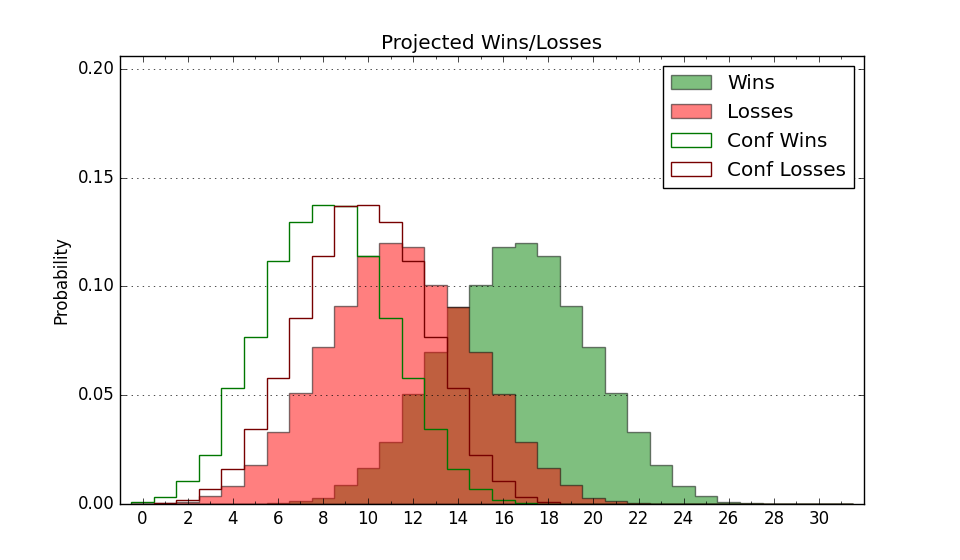 Projected Wins/Losses
0.20
0.15
0.10
0.05
0.00
Probability
Wins
Losses
Conf Wins
Conf Losses
0 2 4 6 8 10 12 14 16 18 20 22 24 26 28 30